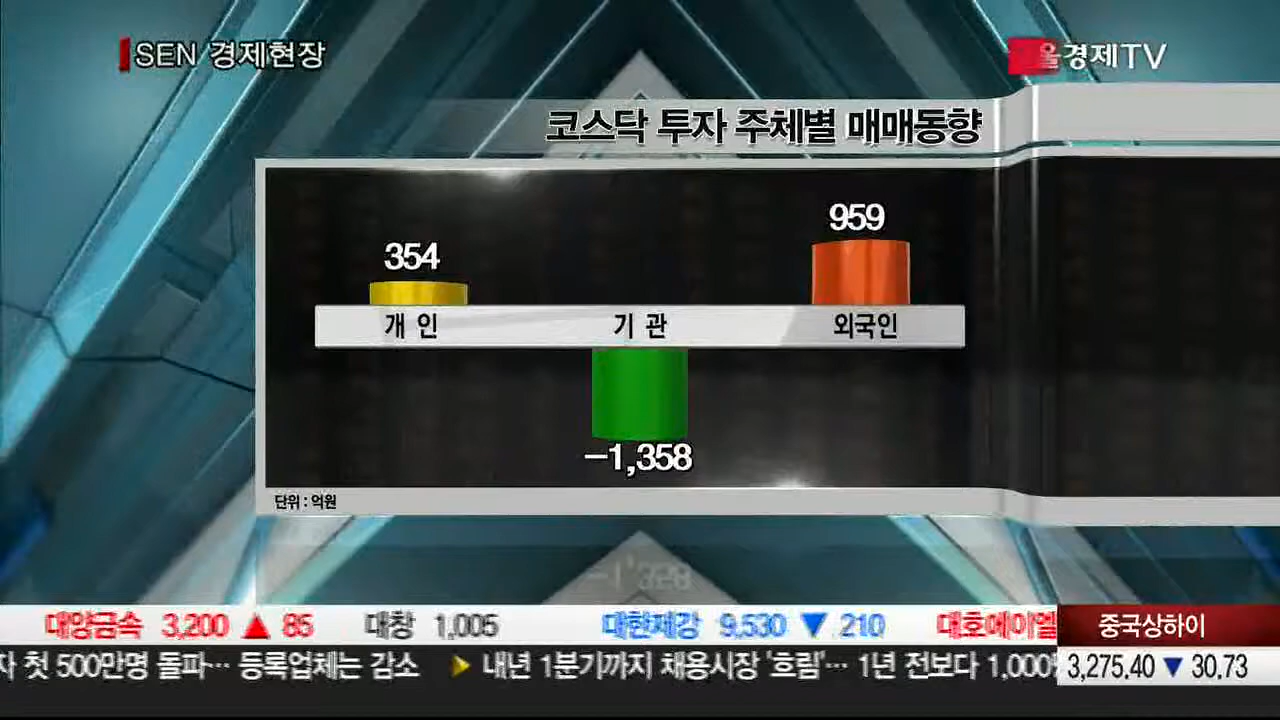 SEN 경제현장
울경제TV
코스닥 투자 주체별 매매동향
354
959
개 인
기 관
외국인
-1,358
단위 : 억원
대양금속 3,200 ▲ 85 대창 1,005 대한제강 9,530 ▼ 210 대호에이엘
중국상하이
자 첫 500만명 돌파… 등록업체는 감소 ▶ 내년 1분기까지 채용시장 '흐림'… 1년 전보다 1,000
3,275.40 ▼ 30.73